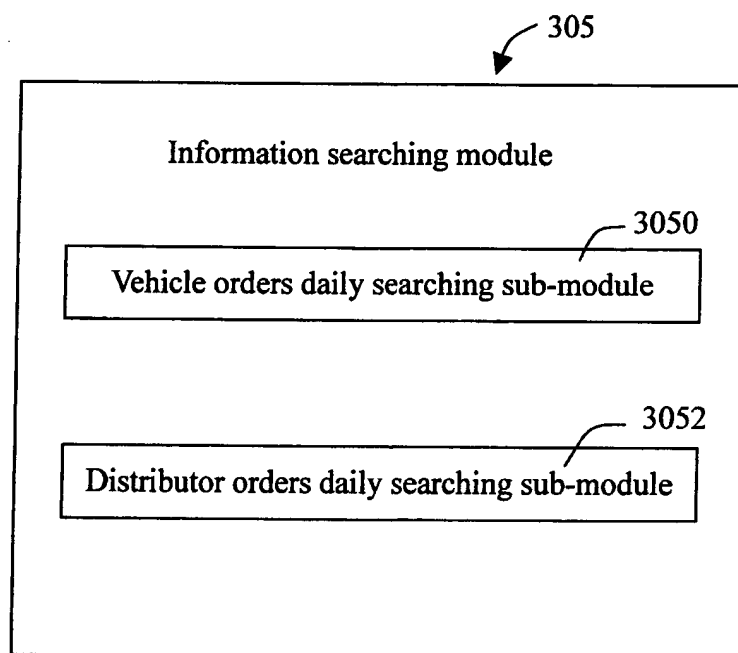 305
Information searching module
3050
Vehicle orders daily searching sub-module
3052
Distributor orders daily searching sub-module